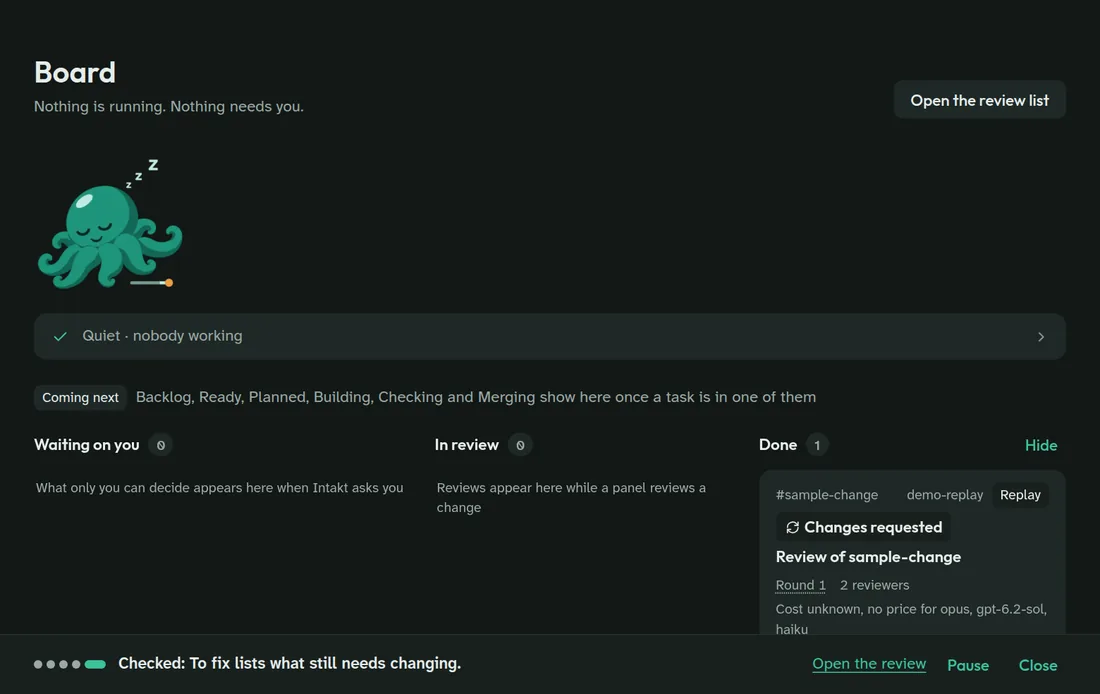 Board
Nothing is running. Nothing needs you.
Open the review list
z z z
Quiet · nobody working
Coming next Backlog, Ready, Planned, Building, Checking and Merging show here once a task is in one of them
Waiting on you 0
What only you can decide appears here when Intakt asks you
In review 0
Reviews appear here while a panel reviews a
change
Done 1 Hide
#sample-change demo-replay Replay
Changes requested
Review of sample-change
Round 1 2 reviewers
Cost unknown, no price for opus, gpt-6.2-sol,
haiku
Checked: To fix lists what still needs changing.
Open the review Pause Close